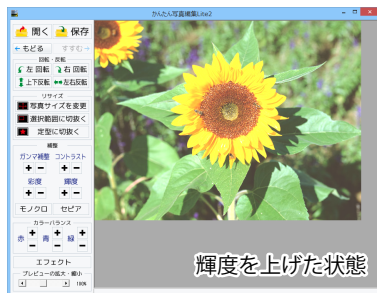 かんたん写真編集Lite2
開く 保存
←もどる すすむ→
回転・反転
左 回転 右 回転
上下反転 左右反転
リサイズ
写真サイズを変更
選択範囲に切抜く
定型に切抜く
補整
ガンマ補整 コントラスト
+ - + -
彩度 輝度
+ - + -
モノクロ セピア
カラーバランス
赤 + - 青 + - 緑 + -
エフェクト
プレビューの拡大・縮小
100%
輝度を上げた状態